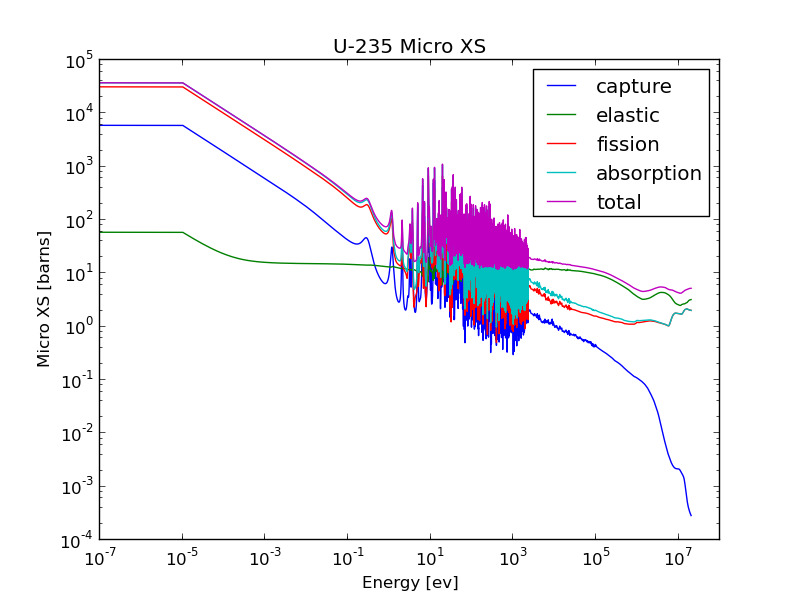 U-235 Micro XS
10^5
10^4
10^3
10^2
10^1
10^0
10^-1
10^-2
10^-3
10^-4
Micro XS [barns]
capture
elastic
fission
absorption
total
10^-7 10^-5 10^-3 10^-1 10^1 10^3 10^5 10^7
Energy [ev]